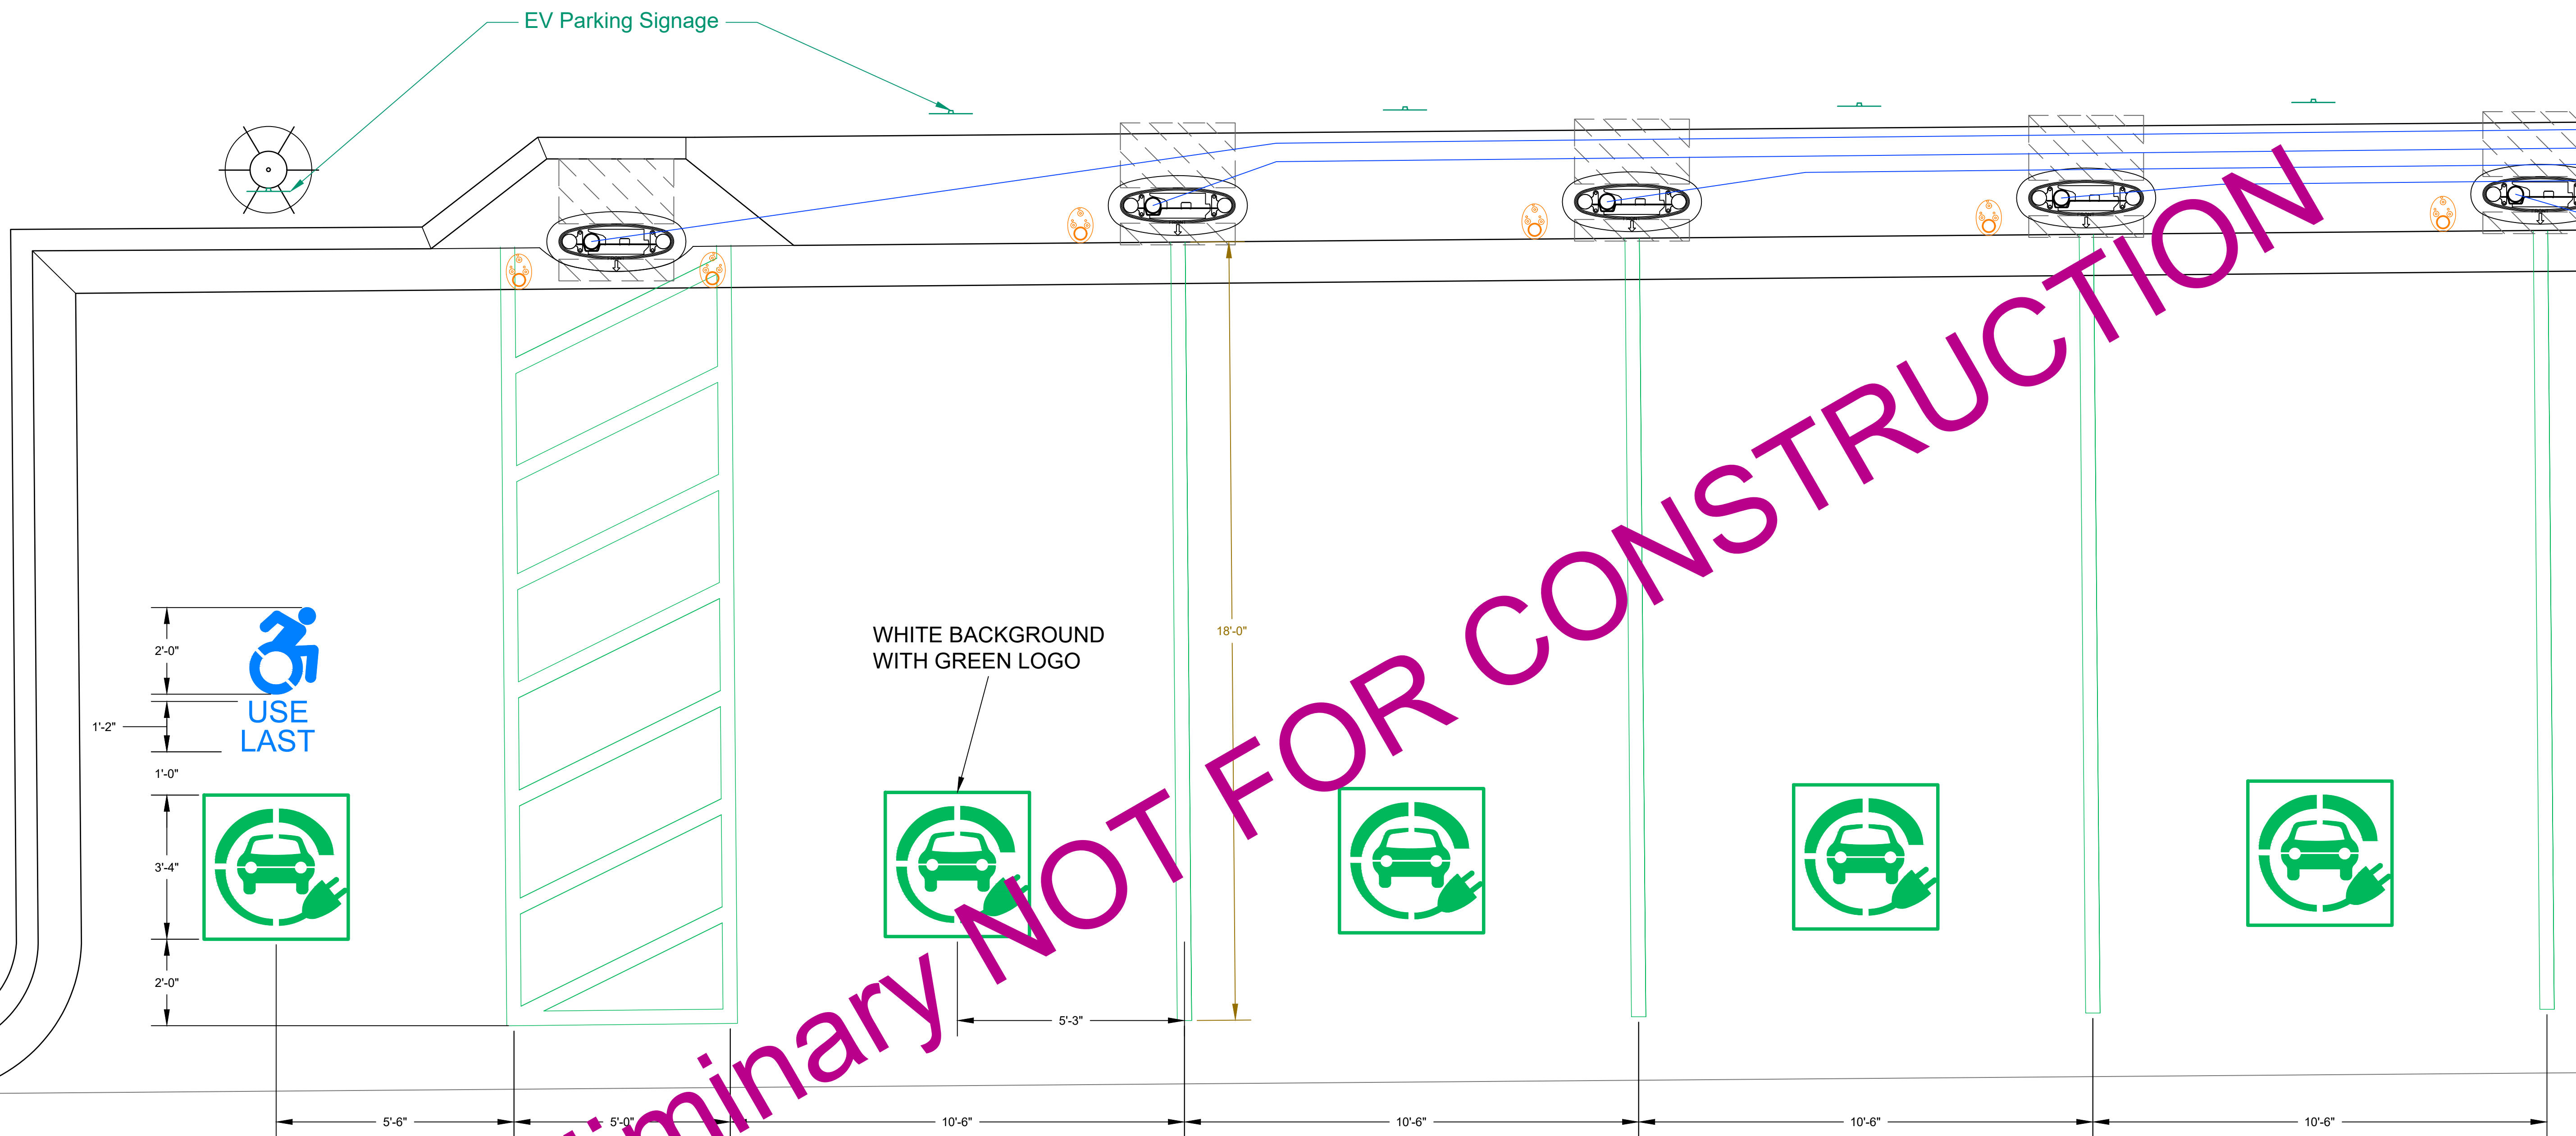 EV Parking Signage
WHITE BACKGROUND
WITH GREEN LOGO
18'-0"
2'-0"
USE
LAST
1'-2"
1'-0"
3'-4"
2'-0"
5'-3"
5'-6"
5'-0"
10'-6"
10'-6"
10'-6"
10'-6"
iminary NOT FOR CONSTRUCTION